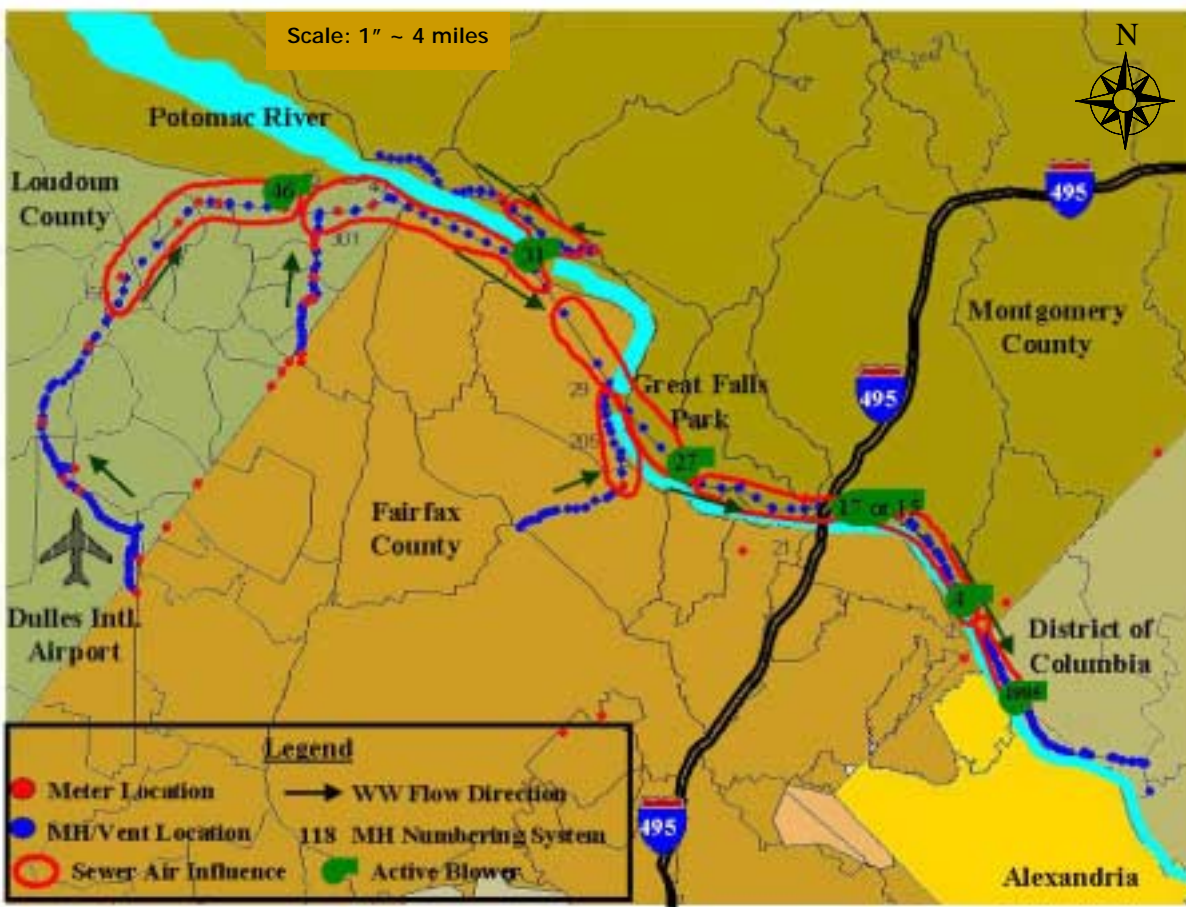 Scale: 1” ~ 4 miles
N
Potomac River
495
Loudoun
County
46
301
31
Montgomery
County
495
29
Great Falls
Park
205
27
17 or 15
Fairfax
County
21
4
Dulles Intl.
Airport
District of
Columbia
Legend
Meter Location
WW Flow Direction
MH/Vent Location
118 MH Numbering System
Sewer Air Influence
Active Blower
495
Alexandria